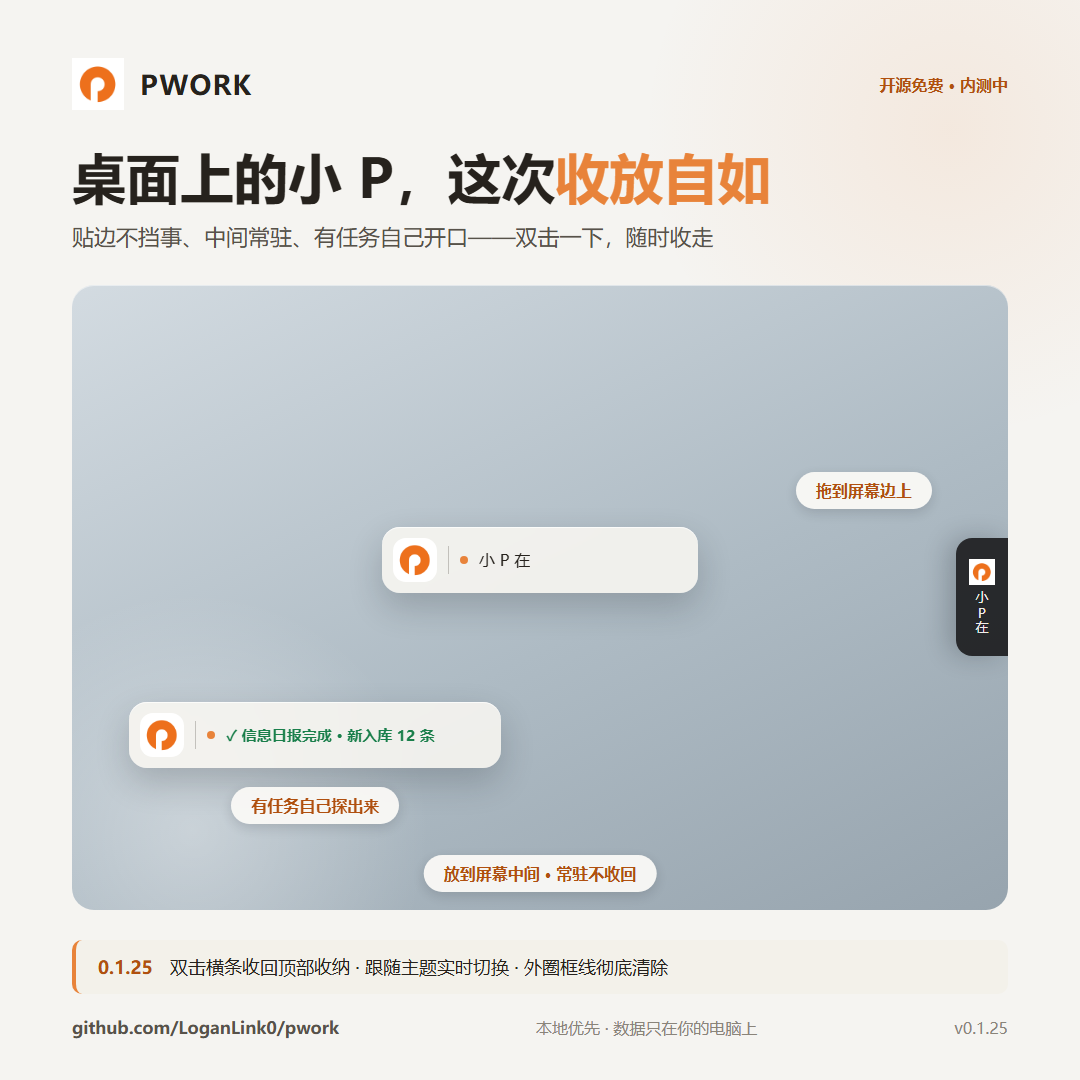 PWORK
开源免费 • 内测中
桌面上的小 P，这次收放自如
贴边不挡事、中间常驻、有任务自己开口——双击一下，随时收走
拖到屏幕边上
小 P 在
小
P
在
✓ 信息日报完成 • 新入库 12 条
有任务自己探出来
放到屏幕中间 • 常驻不收回
0.1.25 双击横条收回顶部收纳 · 跟随主题实时切换 · 外圈框线彻底清除
github.com/LoganLink0/pwork
本地优先 · 数据只在你的电脑上
v0.1.25